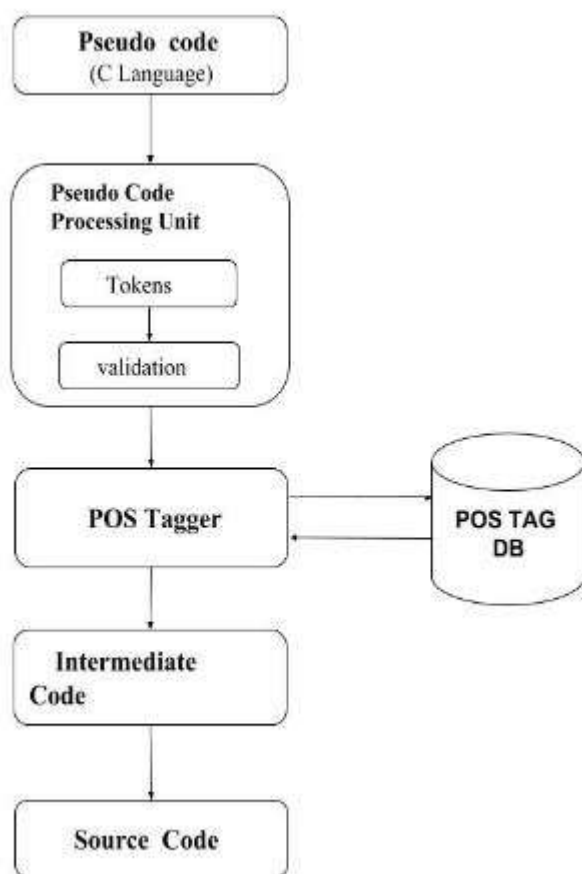 Pseudo code
(C Language)
Pseudo Code
Processing Unit
Tokens
validation
POS Tagger
POS TAG
DB
Intermediate
Code
Source Code